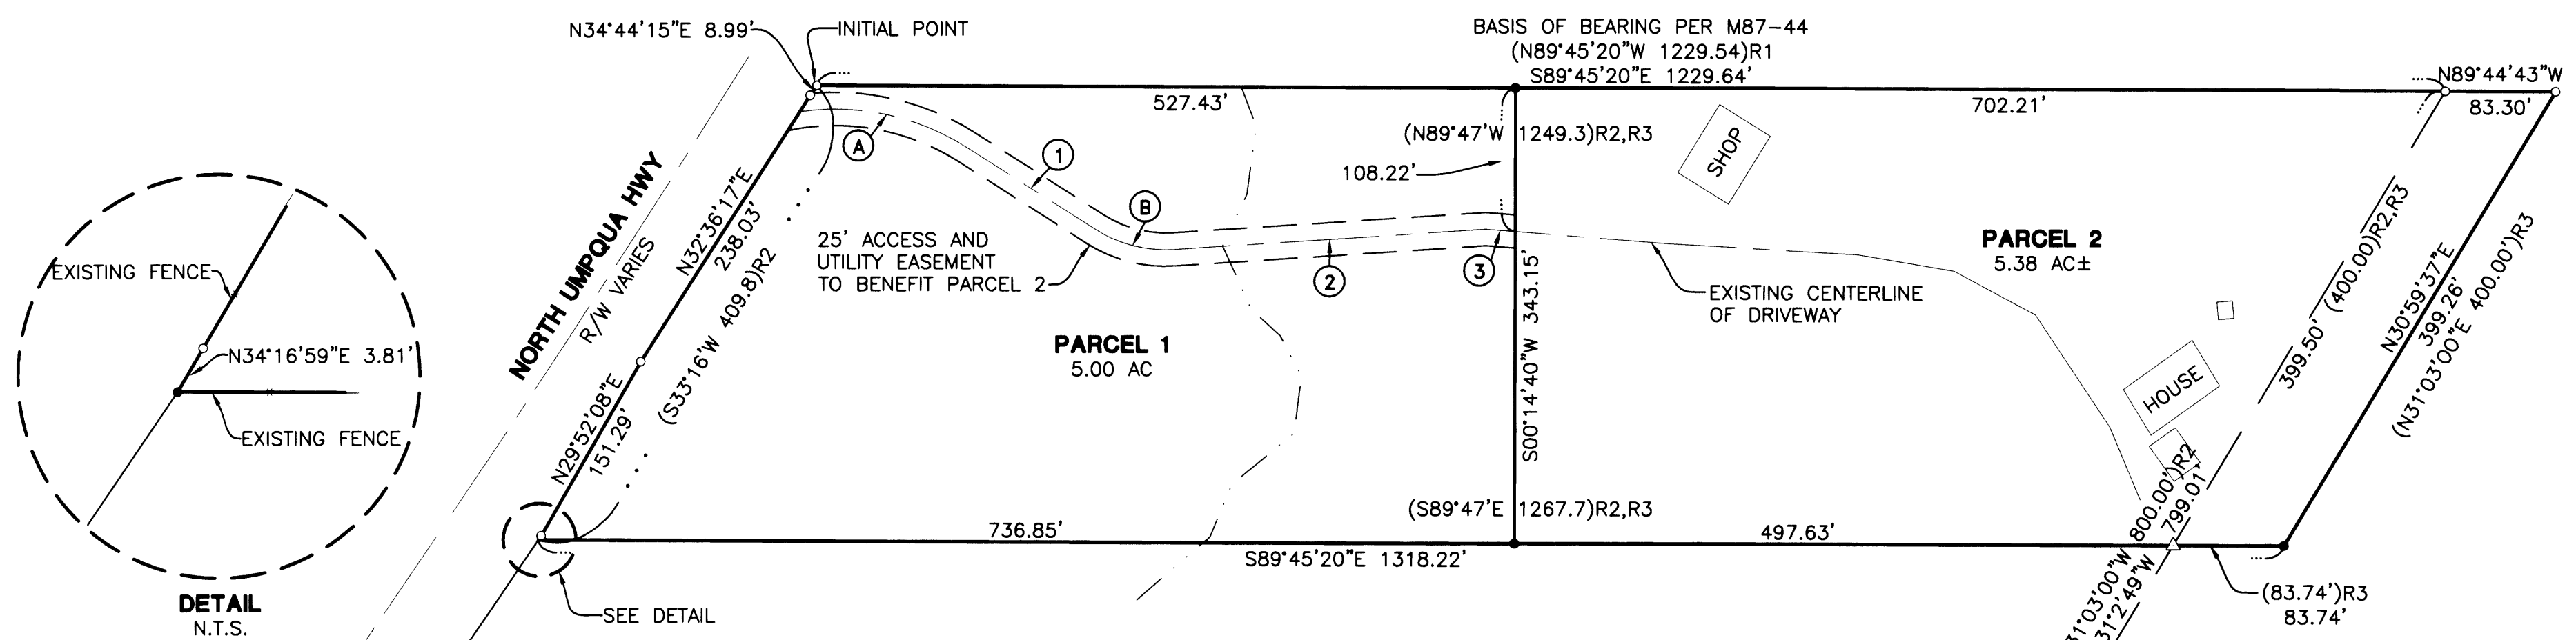 N34°44'15"E 8.99'
INITIAL POINT
BASIS OF BEARING PER M87-44
(N89°45'20"W 1229.54)R1
S89°45'20"E 1229.64'
N89°44'43"W
83.30'
527.43'
702.21'
(N89°47'W 1249.3)R2,R3
108.22'
A
1
B
2
3
SHOP
NORTH UMPQUA HWY
R/W VARIES
N32°36'17"E
238.03'
(S33°16'W 409.8)R2
25' ACCESS AND
UTILITY EASEMENT
TO BENEFIT PARCEL 2
PARCEL 2
5.38 AC±
399.50' (400.00')R2,R3
N30°59'37"E
399.26'
(N31°03'00"E 400.00')R3
EXISTING FENCE
N34°16'59"E 3.81'
EXISTING FENCE
EXISTING CENTERLINE
OF DRIVEWAY
PARCEL 1
5.00 AC
S00°14'40"W 343.15'
HOUSE
N29°52'08"E
151.29'
(S89°47'E 1267.7)R2,R3
736.85'
497.63'
S89°45'20"E 1318.22'
31°03'00"W 800.00')R2
31°2'49"W 799.01'
(83.74')R3
83.74'
SEE DETAIL
DETAIL
N.T.S.